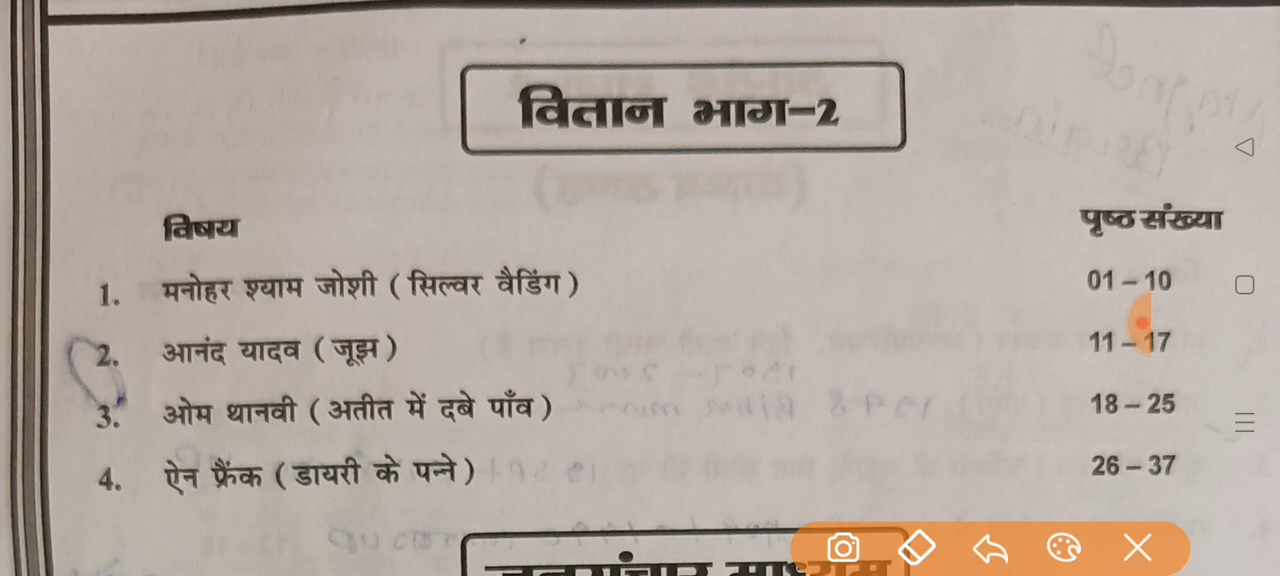 वितान भाग-2
विषय पृष्ठ संख्या
1. मनोहर श्याम जोशी ( सिल्वर वैडिंग ) 01 – 10
2. आनंद यादव ( जूझ ) 11 – 17
3. ओम थानवी ( अतीत में दबे पाँव ) 18 – 25
4. ऐन फ्रैंक ( डायरी के पन्ने ) 26 – 37